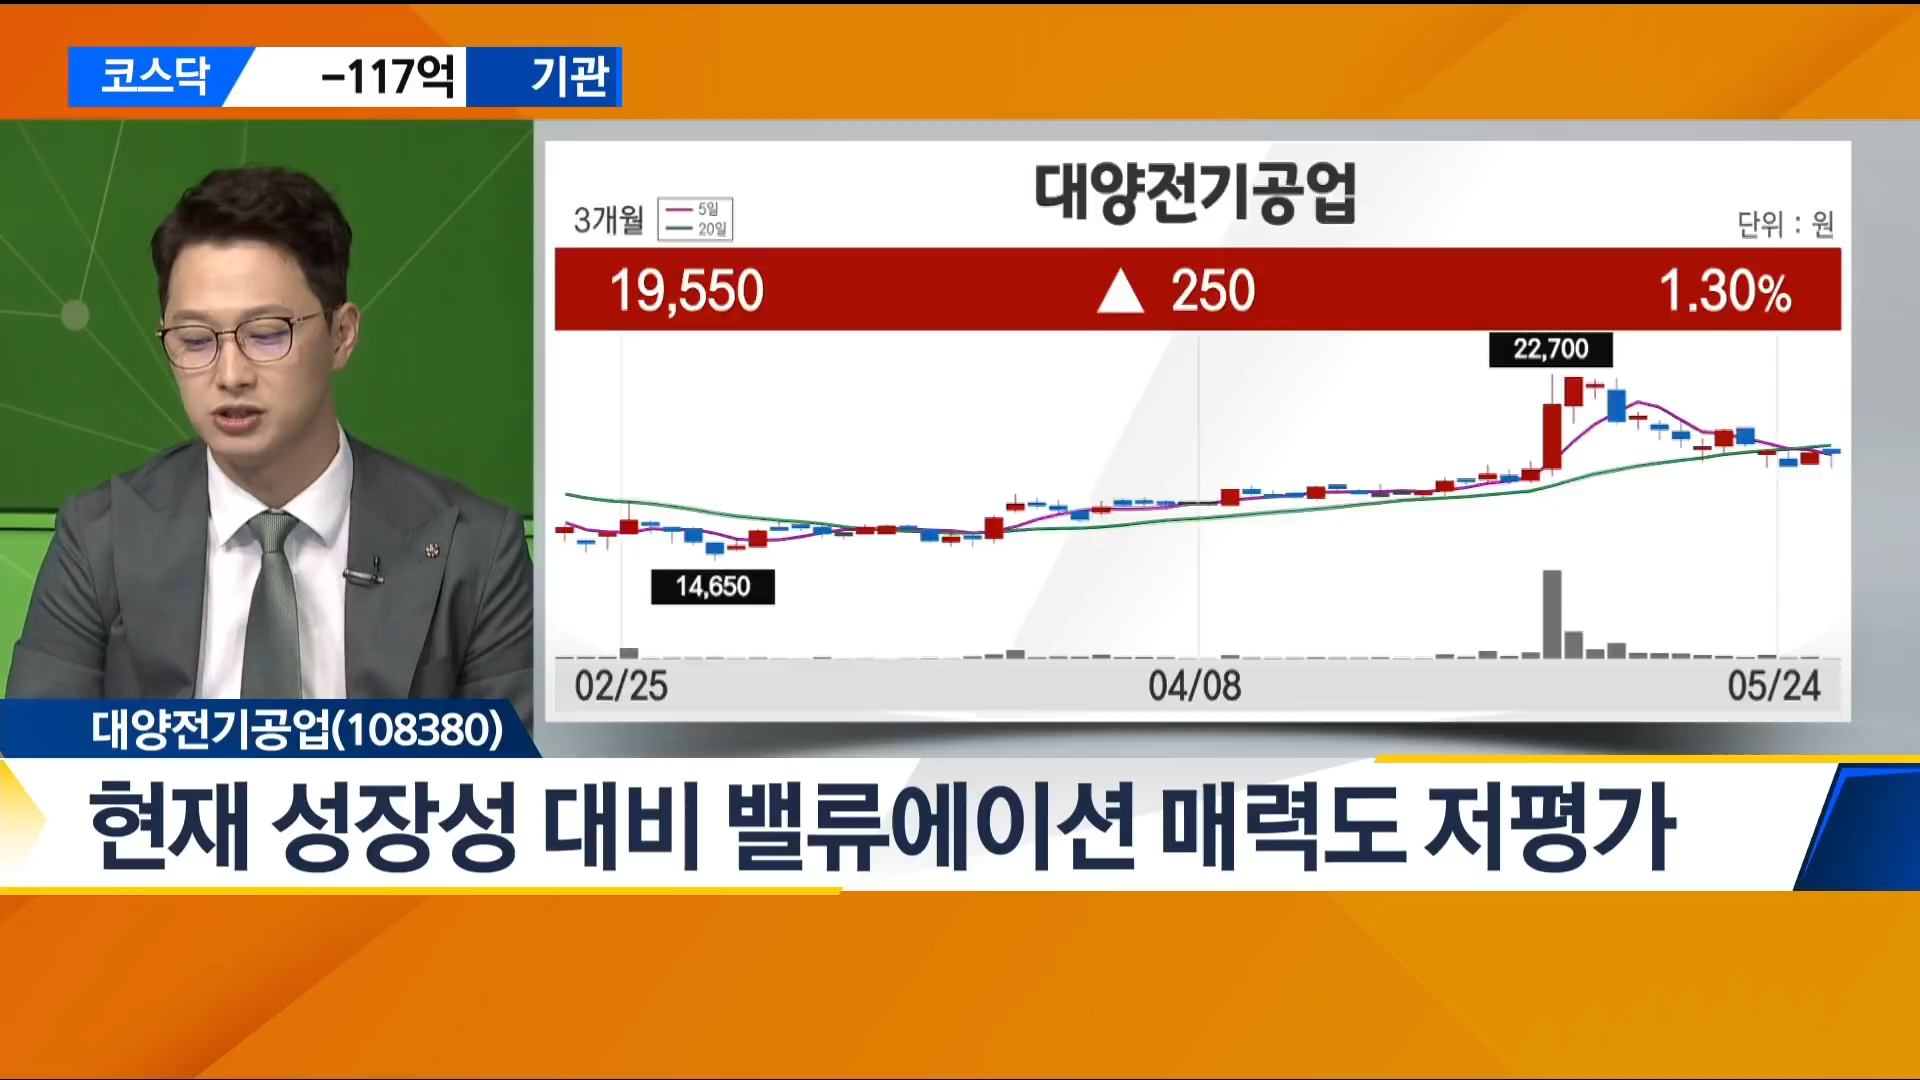 코스닥 -117억 기관
대양전기공업
3개월 5일 20일 단위 : 원
19,550 ▲ 250 1.30%
22,700
14,650
02/25 04/08 05/24
대양전기공업(108380)
현재 성장성 대비 밸류에이션 매력도 저평가